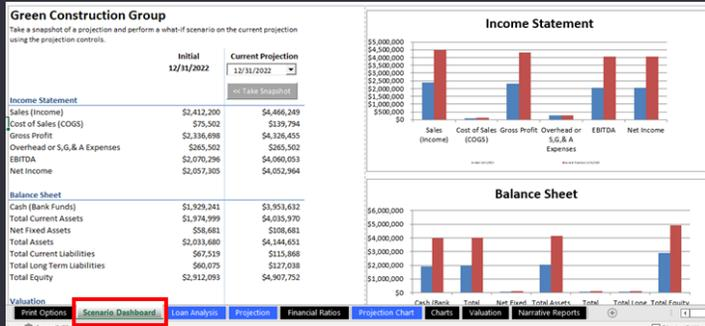 Green Construction Group
Take a snapshot of a projection and perform a what-if scenario on the current projection
using the projection controls.
Initial Current Projection
12/31/2022 12/31/2022
<< Take Snapshot
Income Statement
Sales (Income) $2,412,200 $4,466,249
Cost of Sales (COGS) $75,502 $139,794
Gross Profit $2,336,698 $4,326,455
Overhead or S,G,& A Expenses $265,502 $265,502
EBITDA $2,070,296 $4,060,053
Net Income $2,057,305 $4,052,964
Balance Sheet
Cash (Bank Funds) $1,929,241 $3,953,632
Total Current Assets $1,974,999 $4,035,970
Net Fixed Assets $58,681 $108,681
Total Assets $2,033,680 $4,144,651
Total Current Liabilities $67,519 $115,868
Total Long Term Liabilities $60,075 $127,038
Total Equity $2,912,093 $4,907,752
Valuation
Income Statement
$5,000,000
$4,500,000
$4,000,000
$3,500,000
$3,000,000
$2,500,000
$2,000,000
$1,500,000
$1,000,000
$500,000
$0
Sales Cost of Sales Gross Profit Overhead or EBITDA Net Income
(Income) (COGS) S,G,& A
Expenses
Balance Sheet
$6,000,000
$5,000,000
$4,000,000
$3,000,000
$2,000,000
$1,000,000
$0
Cash (Bank Total Net Fixed Total Assets Total Total Long Total Equity
Print Options Scenario Dashboard Loan Analysis Projection Financial Ratios Projection Chart Charts Valuation Narrative Reports